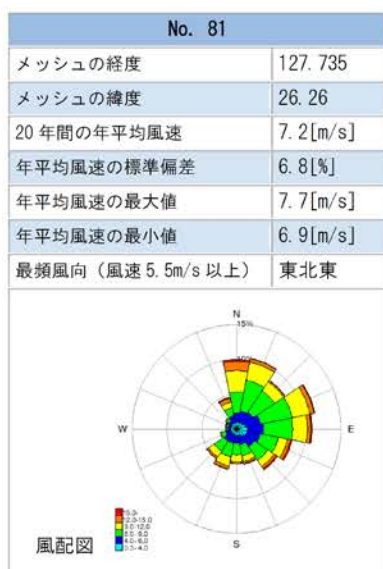 No. 81
メッシュの経度 127.735
メッシュの緯度 26.26
20年間の年平均風速 7.2[m/s]
年平均風速の標準偏差 6.8[%]
年平均風速の最大値 7.7[m/s]
年平均風速の最小値 6.9[m/s]
最頻風向（風速5.5m/s以上） 東北東
N
15%
W
E
S
風配図